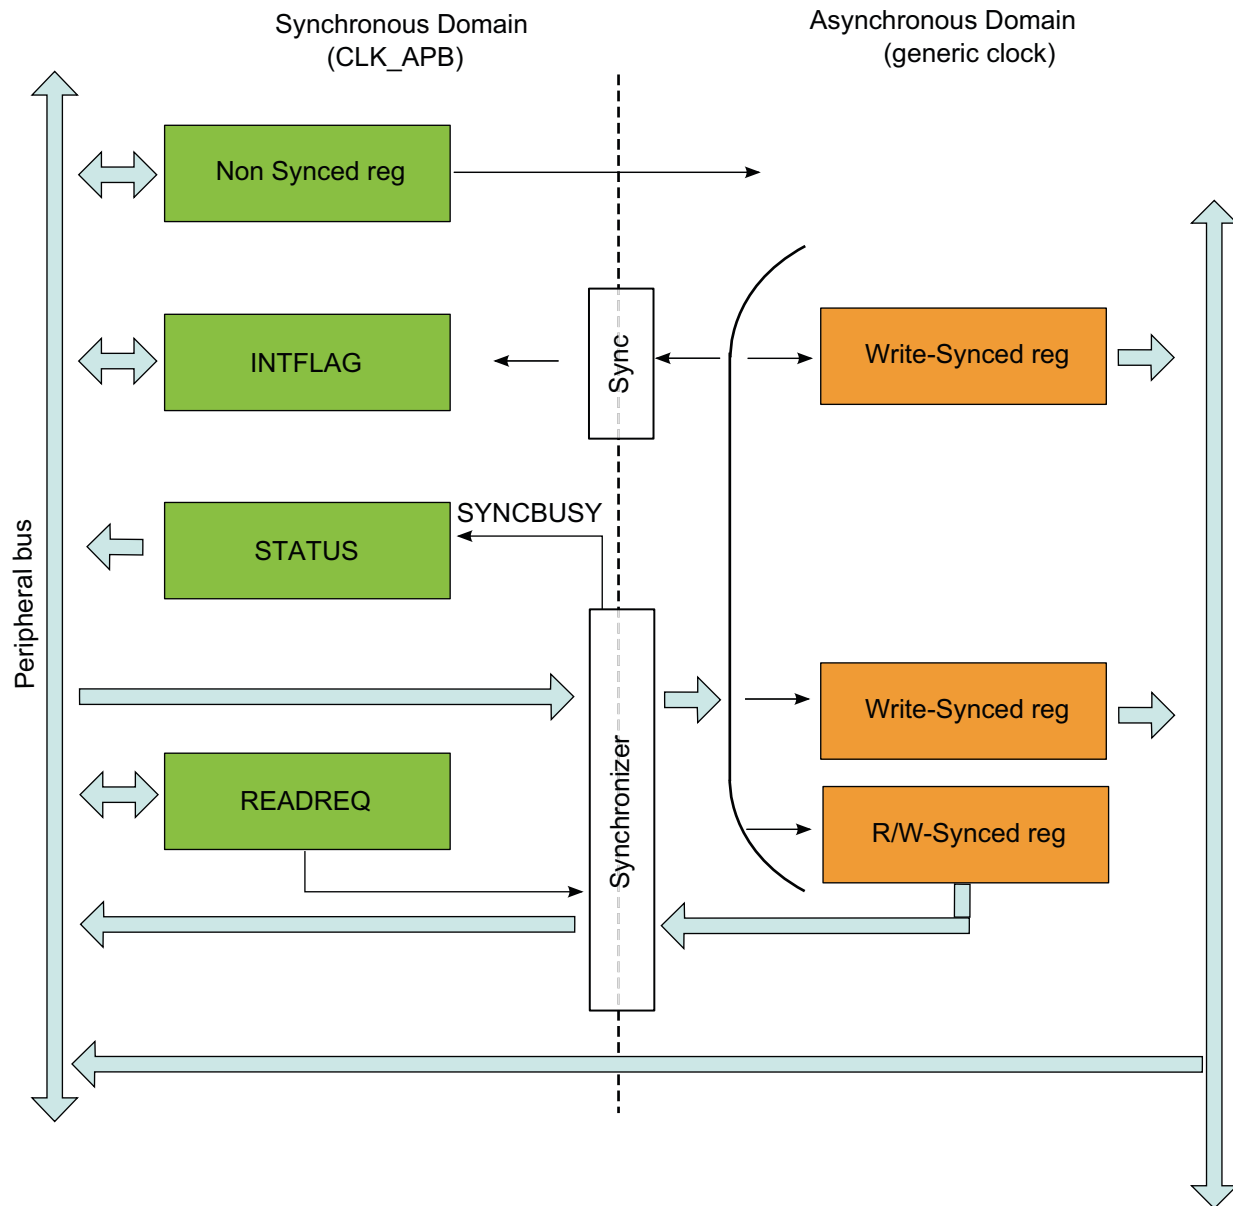 Synchronous Domain
(CLK_APB)
Asynchronous Domain
(generic clock)
Non Synced reg
INTFLAG
Sync
Write-Synced reg
SYNCBUSY
STATUS
Peripheral bus
Write-Synced reg
Synchronizer
READREQ
R/W-Synced reg